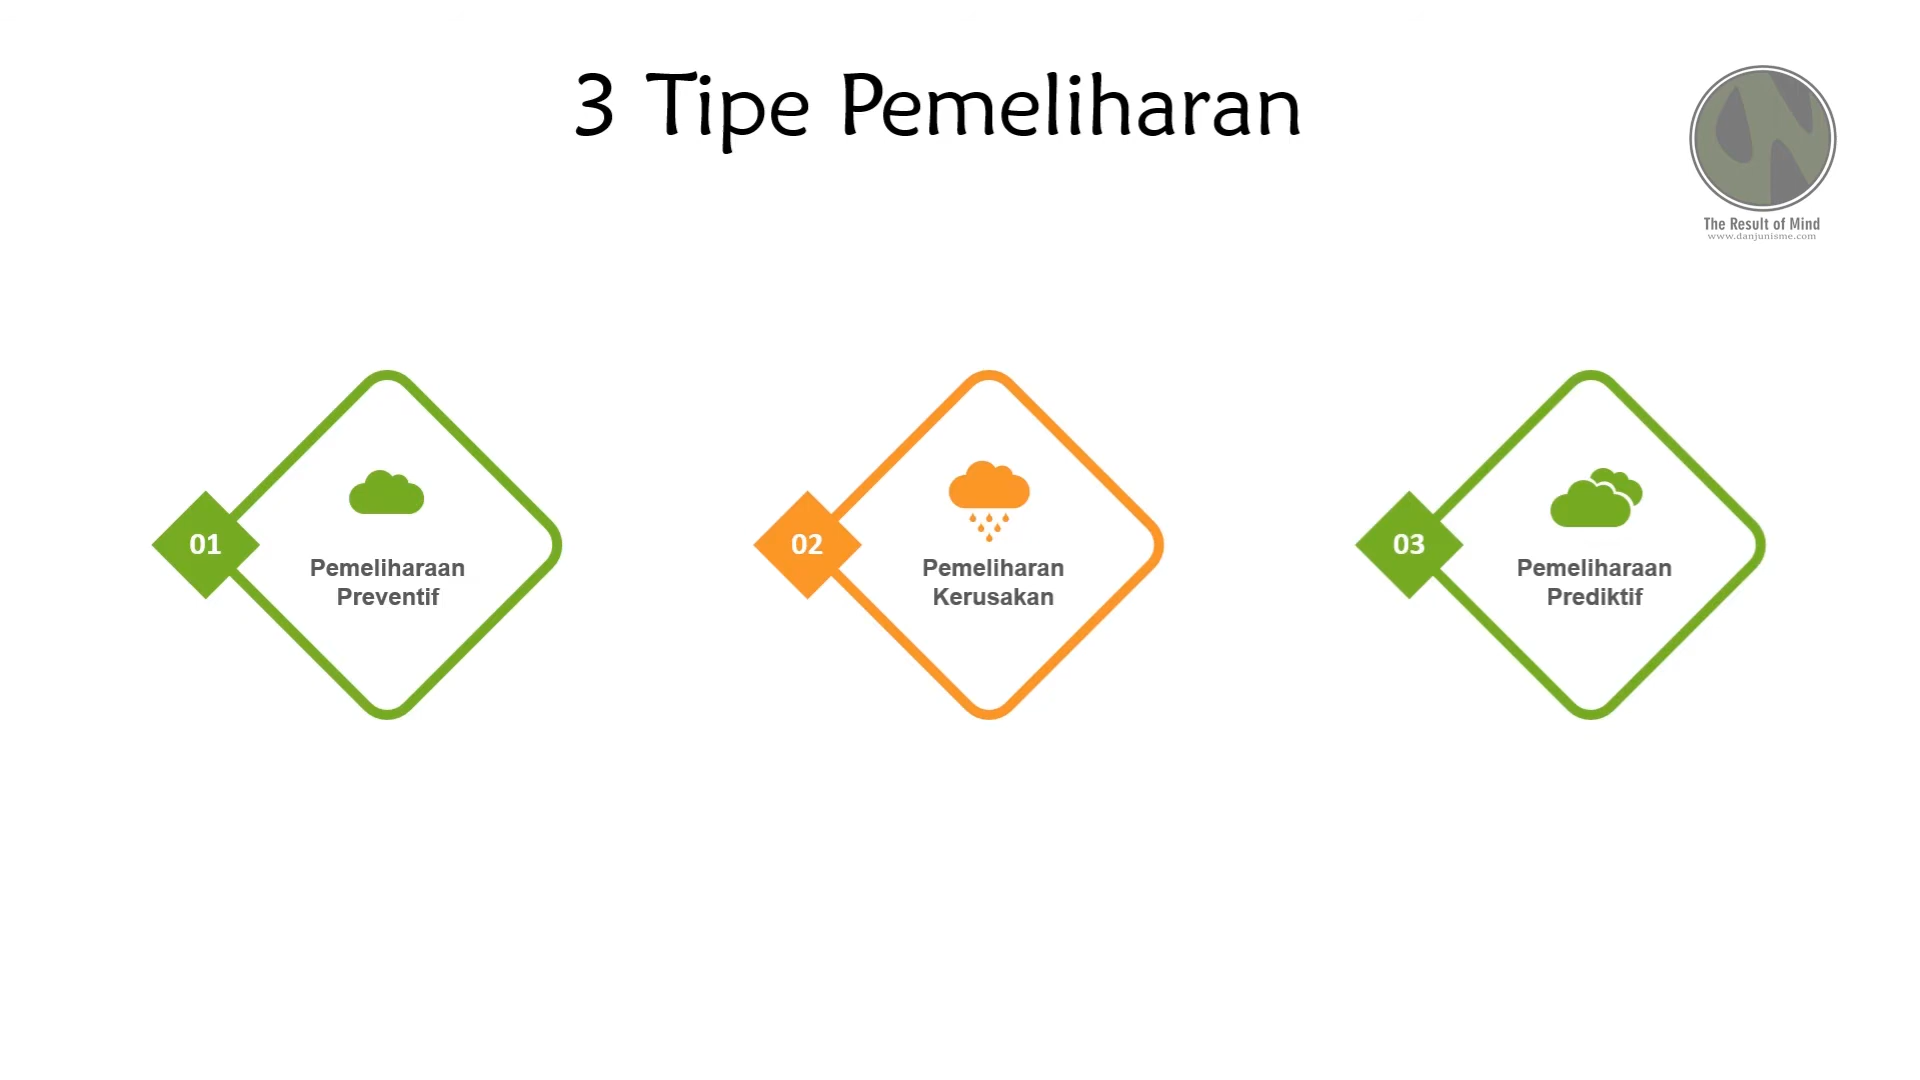 3 Tipe Pemeliharan
The Result of Mind
www.danjunisme.com
01
Pemeliharaan
Preventif
02
Pemeliharan
Kerusakan
03
Pemeliharaan
Prediktif